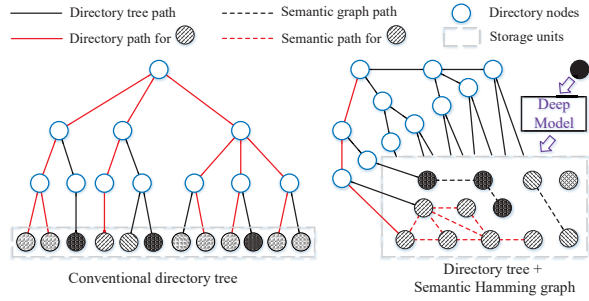 Directory tree path
Semantic graph path
Directory nodes
Directory path for
Semantic path for
Storage units
Deep
Model
Conventional directory tree
Directory tree +
Semantic Hamming graph